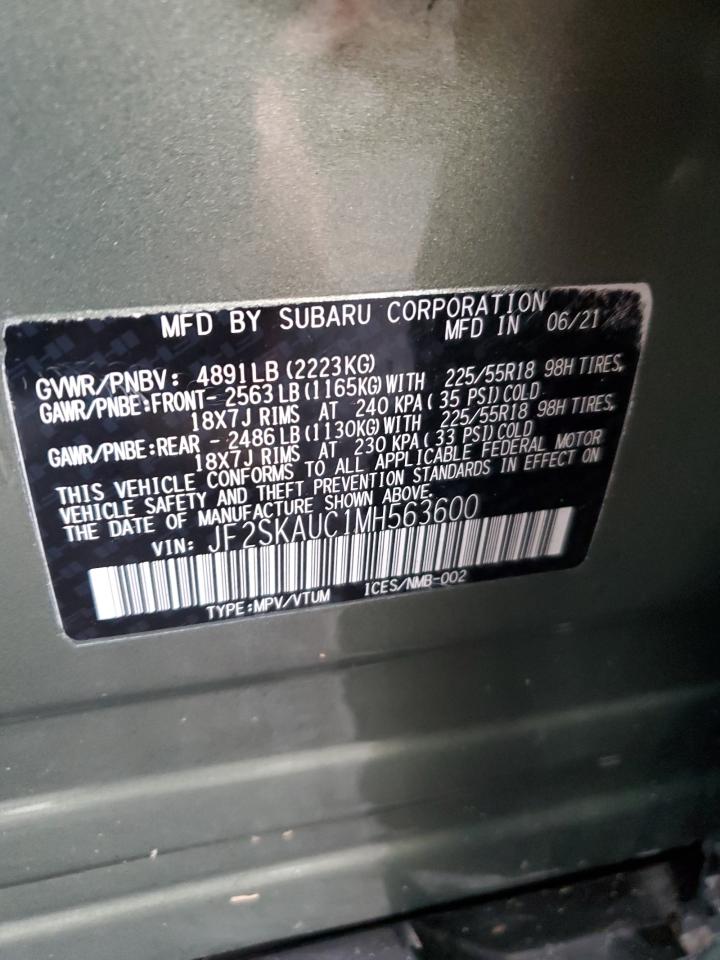 MFD BY SUBARU CORPORATION
MFD IN 06/21
GVWR/PNBV: 4891LB (2223KG)
GAWR/PNBE:FRONT- 2563LB (1165KG) WITH 225/55R18 98H TIRES,
18X7J RIMS AT 240 KPA ( 35 PSI) COLD
GAWR/PNBE:REAR - 2486LB (1130KG) WITH 225/55R18 98H TIRES,
18X7J RIMS AT 230 KPA ( 33 PSI) COLD
THIS VEHICLE CONFORMS TO ALL APPLICABLE FEDERAL MOTOR
VEHICLE SAFETY AND THEFT PREVENTION STANDARDS IN EFFECT ON
THE DATE OF MANUFACTURE SHOWN ABOVE.
VIN: JF2SKAUC1MH563600
TYPE:MPV/VTUM ICES/NMB-002